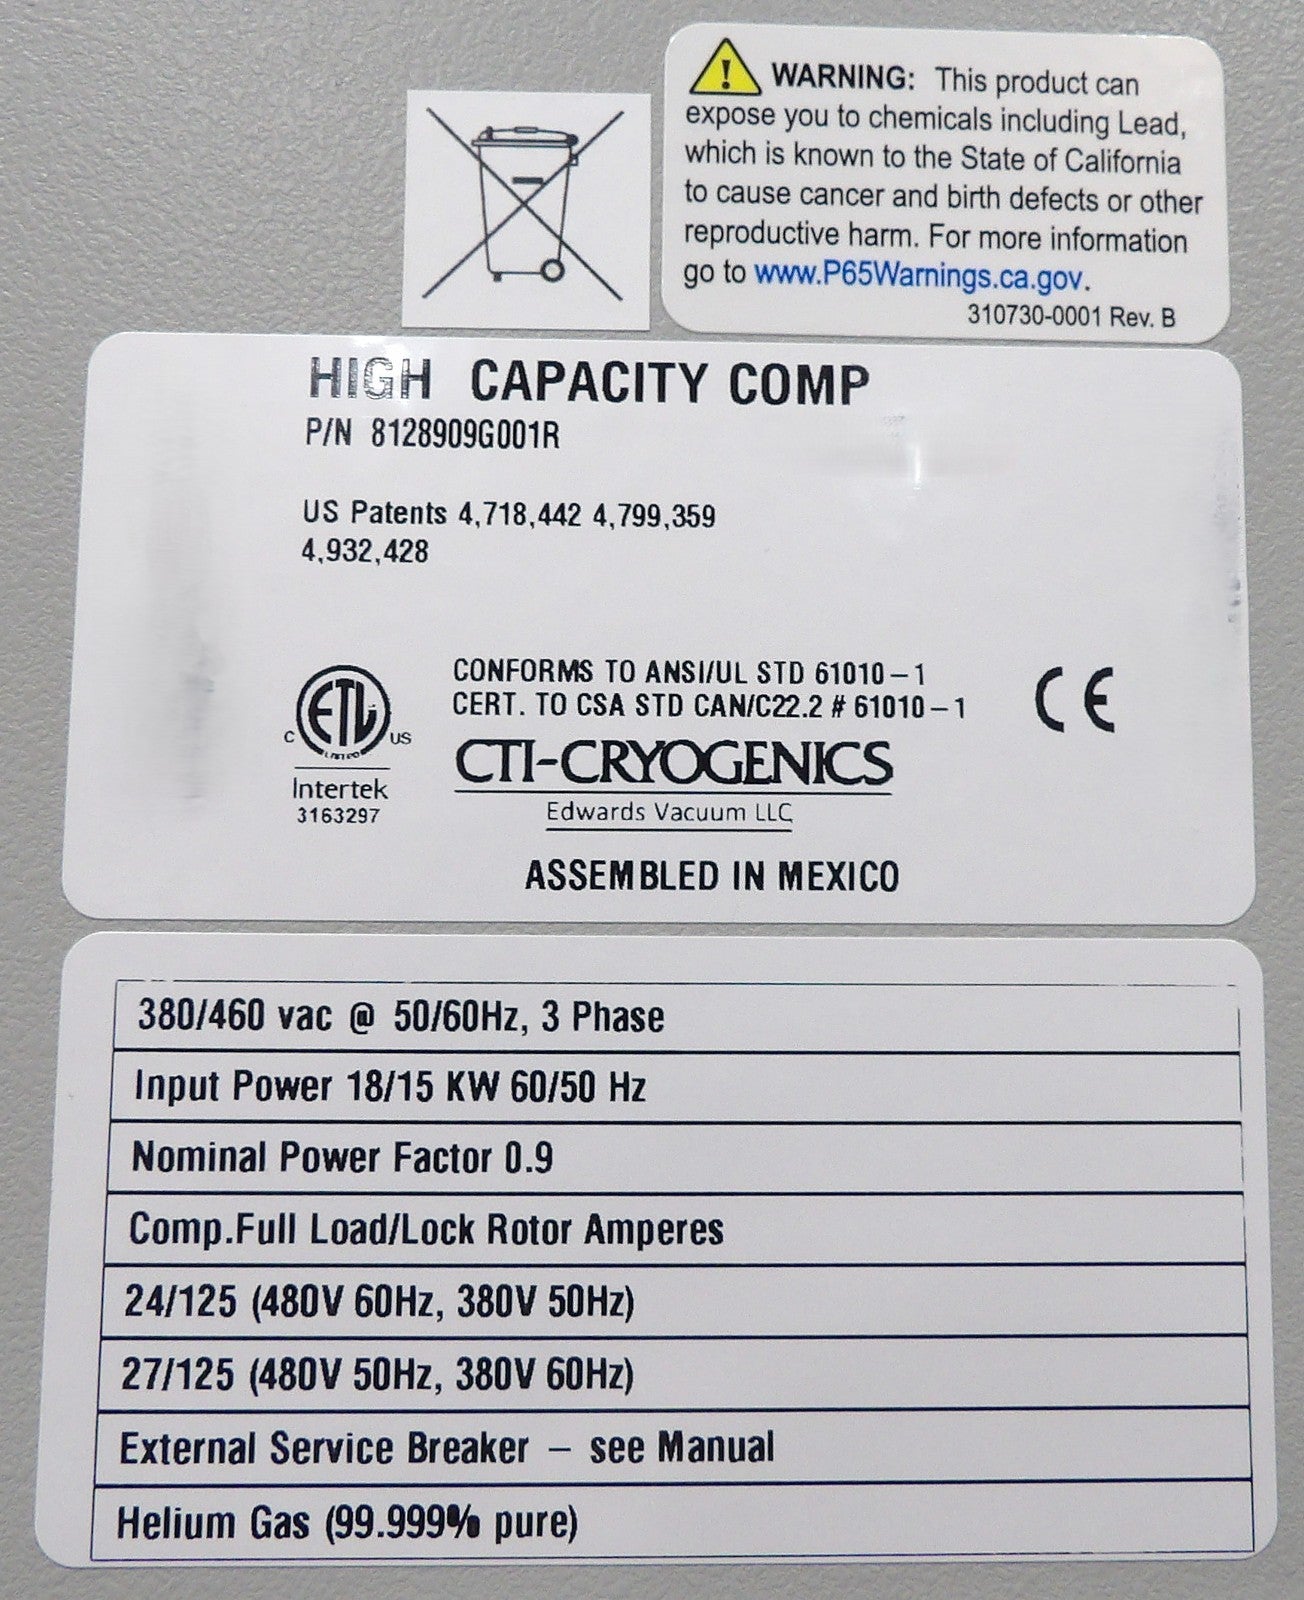 WARNING: This product can
expose you to chemicals including Lead,
which is known to the State of California
to cause cancer and birth defects or other
reproductive harm. For more information
go to www.P65Warnings.ca.gov.
310730-0001 Rev. B
HIGH CAPACITY COMP
P/N 8128909G001R
US Patents 4,718,442 4,799,359
4,932,428
CONFORMS TO ANSI/UL STD 61010-1
CERT. TO CSA STD CAN/C22.2 # 61010-1
CE
ETL
C US
LISTED
Intertek
3163297
CTI-CRYOGENICS
Edwards Vacuum LLC
ASSEMBLED IN MEXICO
380/460 vac @ 50/60Hz, 3 Phase
Input Power 18/15 KW 60/50 Hz
Nominal Power Factor 0.9
Comp.Full Load/Lock Rotor Amperes
24/125 (480V 60Hz, 380V 50Hz)
27/125 (480V 50Hz, 380V 60Hz)
External Service Breaker – see Manual
Helium Gas (99.999% pure)